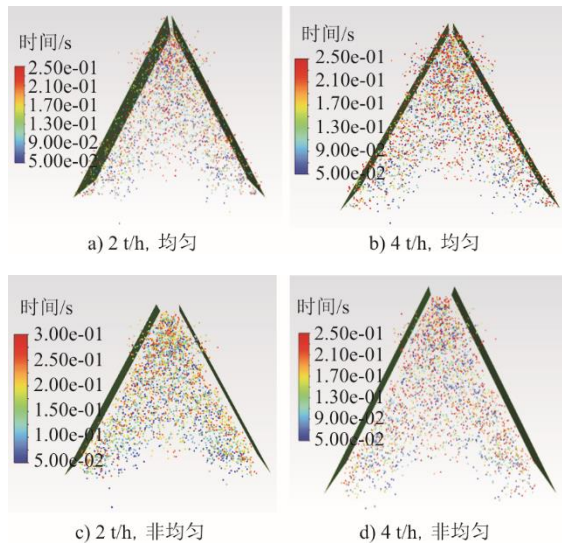 时间/s
2.50e-01
2.10e-01
1.70e-01
1.30e-01
9.00e-02
5.00e-02
a) 2 t/h, 均匀
时间/s
2.50e-01
2.10e-01
1.70e-01
1.30e-01
9.00e-02
5.00e-02
b) 4 t/h, 均匀
时间/s
3.00e-01
2.50e-01
2.00e-01
1.50e-01
1.00e-01
5.00e-02
c) 2 t/h, 非均匀
时间/s
2.50e-01
2.10e-01
1.70e-01
1.30e-01
9.00e-02
5.00e-02
d) 4 t/h, 非均匀